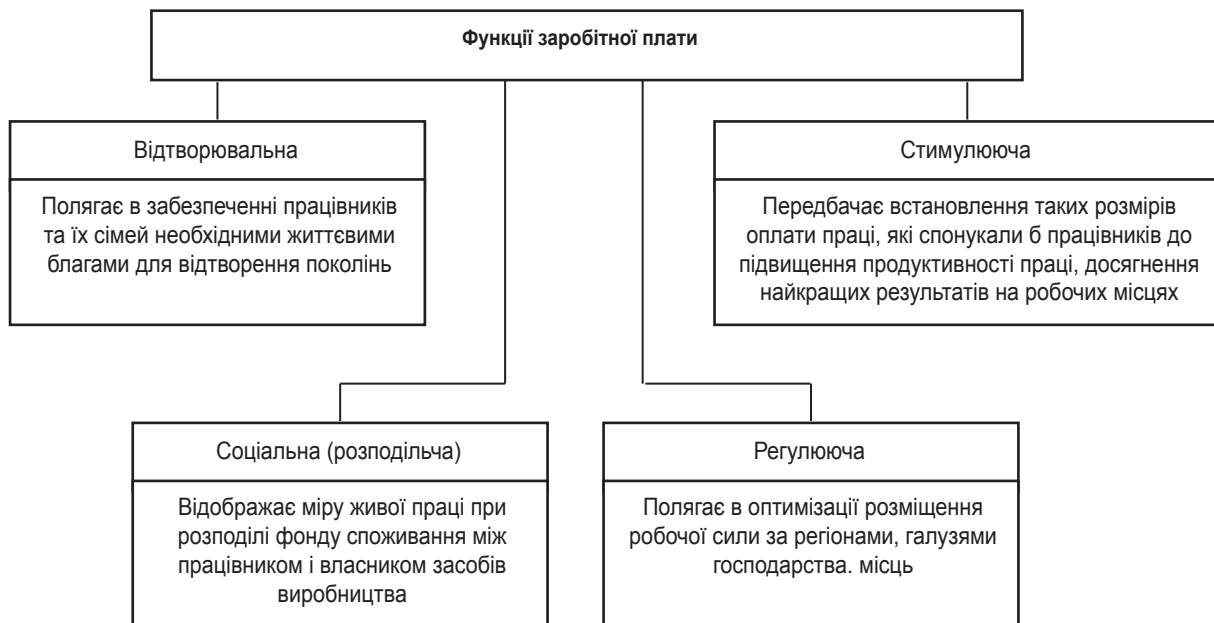 Функції заробітної плати
Відтворювальна
Полягає в забезпеченні працівників
та їх сімей необхідними життєвими
благами для відтворення поколінь
Стимулююча
Передбачає встановлення таких розмірів
оплати праці, які спонукали б працівників до
підвищення продуктивності праці, досягнення
найкращих результатів на робочих місцях
Соціальна (розподільча)
Відображає міру живої праці при
розподілі фонду споживання між
працівником і власником засобів
виробництва
Регулююча
Полягає в оптимізації розміщення
робочої сили за регіонами, галузями
господарства. місць